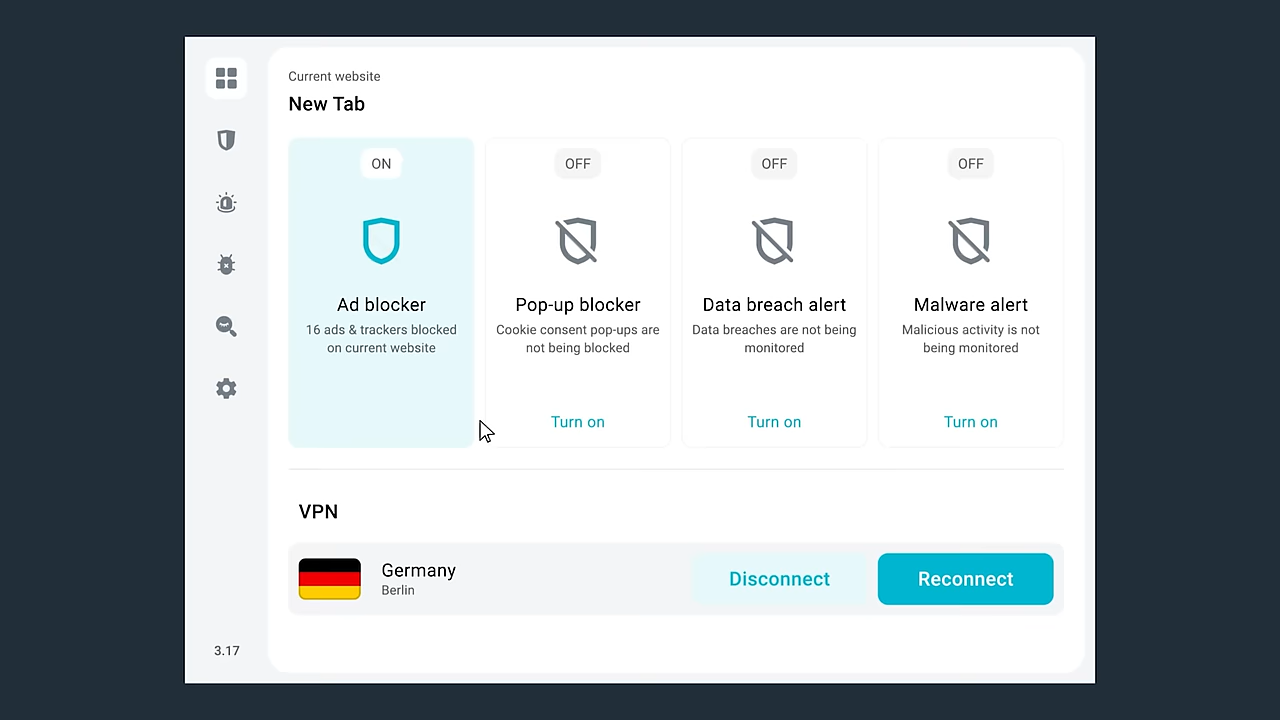 Current website
New Tab
ON
Ad blocker
16 ads & trackers blocked
on current website
OFF
Pop-up blocker
Cookie consent pop-ups are
not being blocked
Turn on
OFF
Data breach alert
Data breaches are not being
monitored
Turn on
OFF
Malware alert
Malicious activity is not
being monitored
Turn on
VPN
Germany
Berlin
Disconnect
Reconnect
3.17